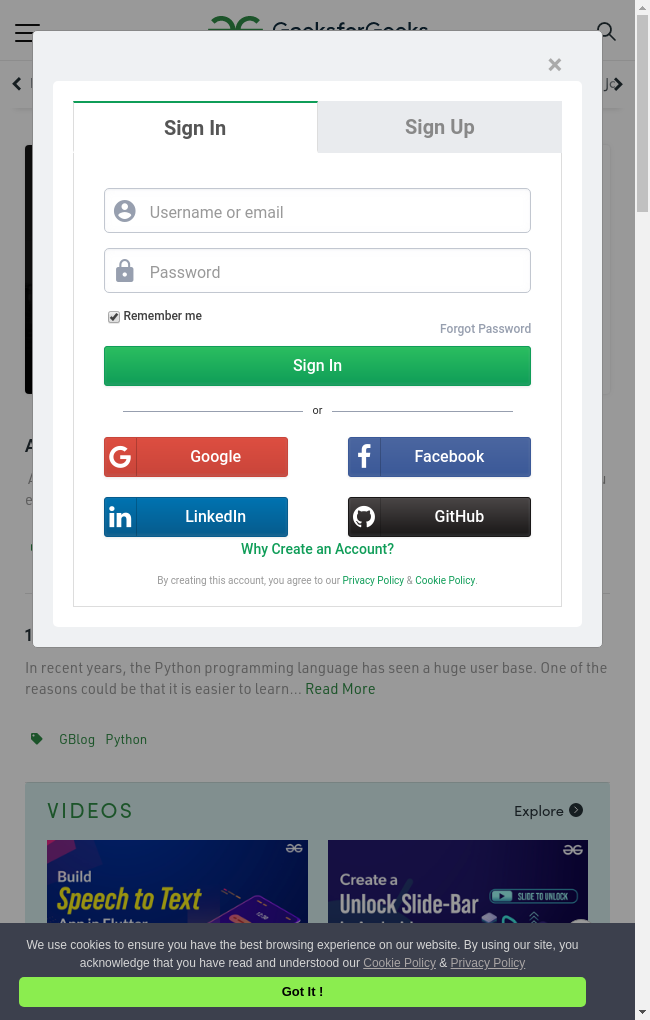 GeeksforGeeks
×
Sign In
Sign Up
Username or email
Password
Remember me
Forgot Password
Sign In
or
Google
Facebook
LinkedIn
GitHub
Why Create an Account?
By creating this account, you agree to our Privacy Policy & Cookie Policy.
In recent years, the Python programming language has seen a huge user base. One of the
reasons could be that it is easier to learn... Read More
GBlog Python
VIDEOS
Explore
Build
Speech to Text
App in Flutter
Create a
Unlock Slide-Bar
SLIDE TO UNLOCK
We use cookies to ensure you have the best browsing experience on our website. By using our site, you
acknowledge that you have read and understood our Cookie Policy & Privacy Policy
Got It !